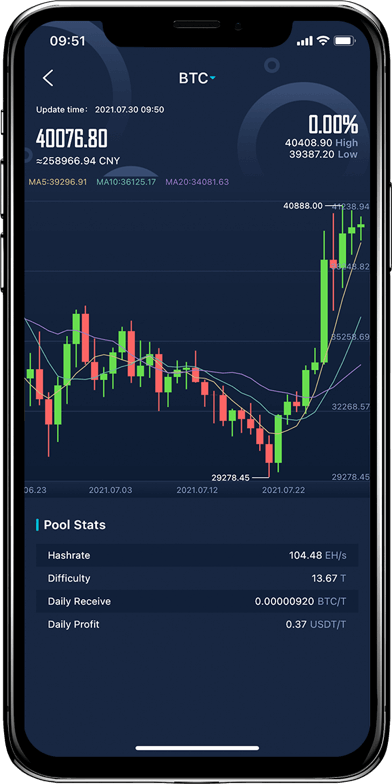 09:51
BTC
Update time: 2021.07.30 09:50
40076.80
≈258966.94 CNY
0.00%
40408.90 High
39387.20 Low
MA5:39296.91 MA10:36125.17 MA20:34081.63
40888.00
41238.94
35258.69
32268.57
29278.45
29278.45
06.23 2021.07.03 2021.07.12 2021.07.22
Pool Stats
Hashrate 104.48 EH/s
Difficulty 13.67 T
Daily Receive 0.00000920 BTC/T
Daily Profit 0.37 USDT/T